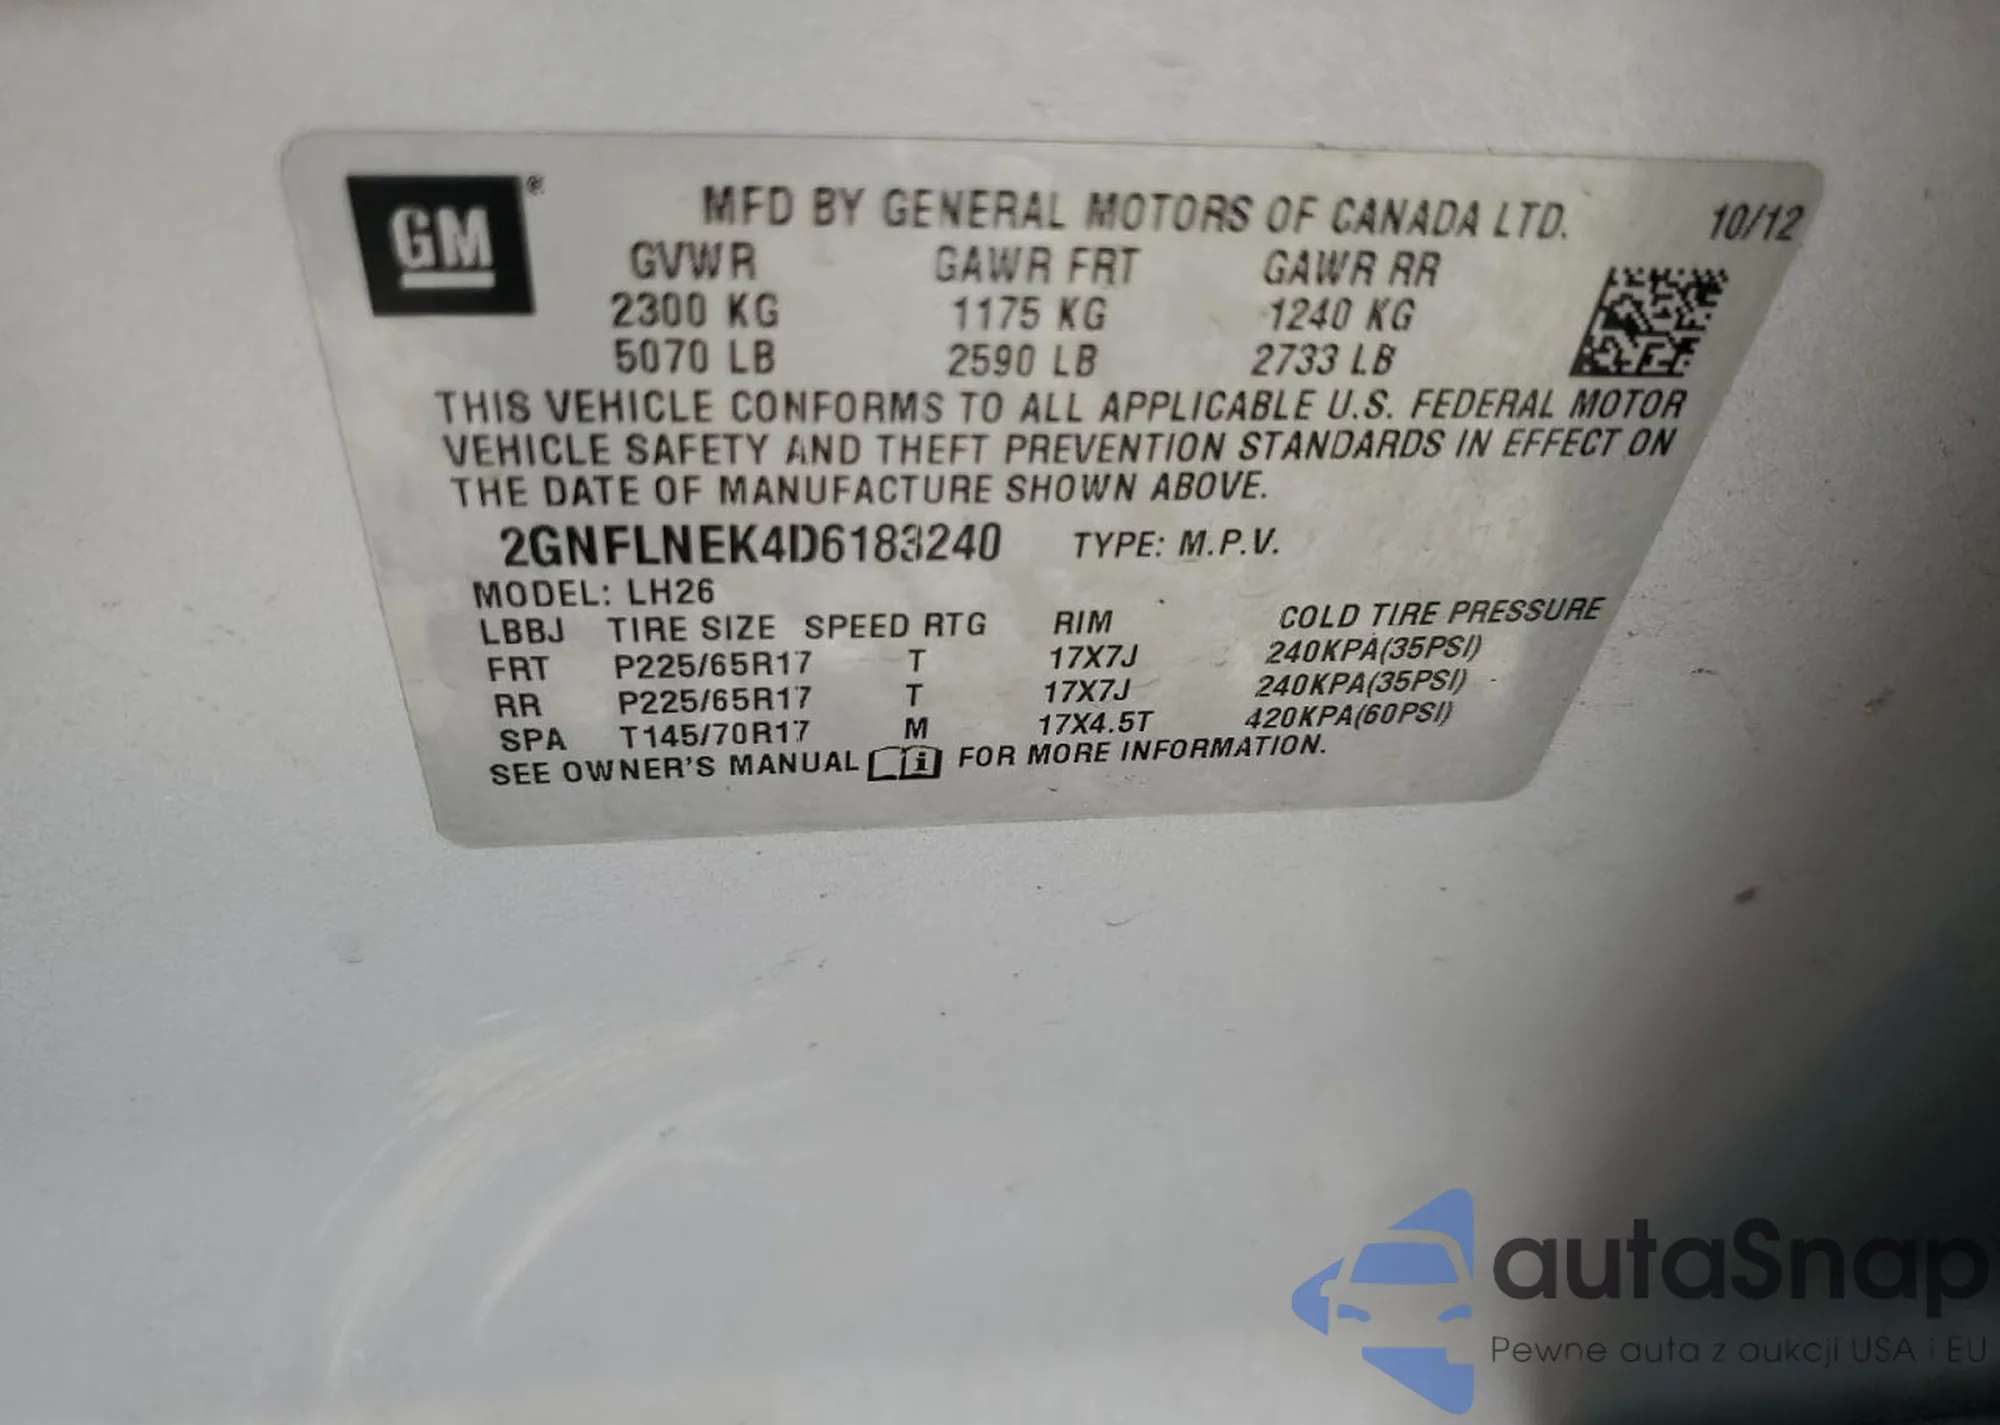 GM ®
MFD BY GENERAL MOTORS OF CANADA LTD. 10/12
GVWR GAWR FRT GAWR RR
2300 KG 1175 KG 1240 KG
5070 LB 2590 LB 2733 LB
THIS VEHICLE CONFORMS TO ALL APPLICABLE U.S. FEDERAL MOTOR
VEHICLE SAFETY AND THEFT PREVENTION STANDARDS IN EFFECT ON
THE DATE OF MANUFACTURE SHOWN ABOVE.
2GNFLNEK4D6183240 TYPE: M.P.V.
MODEL: LH26
LBBJ TIRE SIZE SPEED RTG RIM COLD TIRE PRESSURE
FRT P225/65R17 T 17X7J 240KPA(35PSI)
RR P225/65R17 T 17X7J 240KPA(35PSI)
SPA T145/70R17 M 17X4.5T 420KPA(60PSI)
SEE OWNER'S MANUAL i FOR MORE INFORMATION.
autaSnap
Pewne auta z aukcji USA i EU